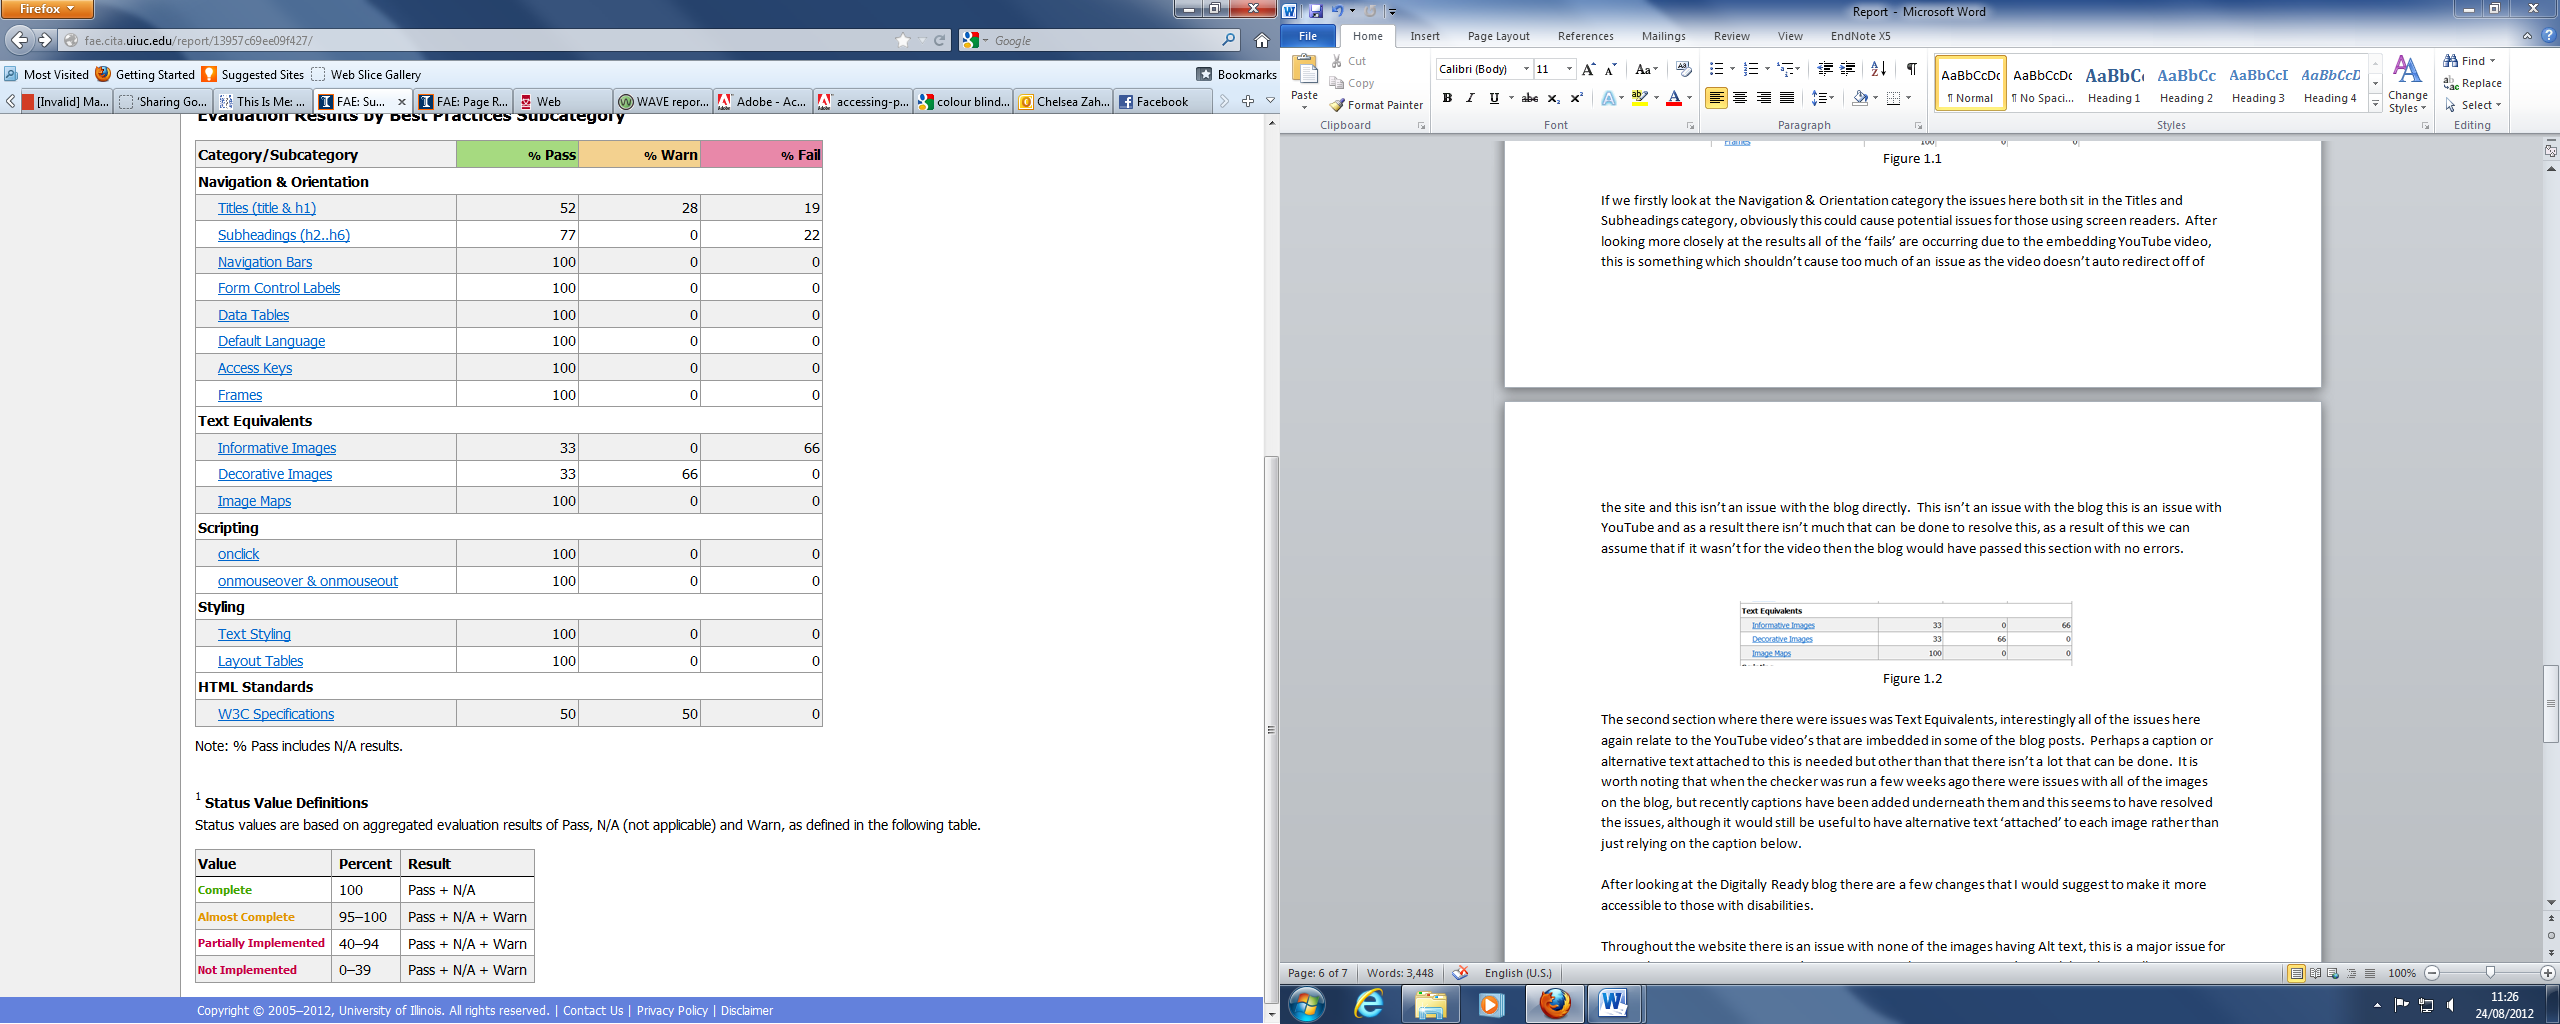 Firefox
fae.cita.uiuc.edu/report/13957c69ee09f427/
Google
Most Visited Getting Started Suggested Sites Web Slice Gallery Bookmarks
[Invalid] Ma... 'Sharing Go... This Is Me: ... FAE: Su... FAE: Page R... Web WAVE repor... Adobe - Ac... accessing-p... colour blind... Chelsea Zah... Facebook
Evaluation Results by Best Practices Subcategory
Category/Subcategory % Pass % Warn % Fail
Navigation & Orientation
Titles (title & h1) 52 28 19
Subheadings (h2..h6) 77 0 22
Navigation Bars 100 0 0
Form Control Labels 100 0 0
Data Tables 100 0 0
Default Language 100 0 0
Access Keys 100 0 0
Frames 100 0 0
Text Equivalents
Informative Images 33 0 66
Decorative Images 33 66 0
Image Maps 100 0 0
Scripting
onclick 100 0 0
onmouseover & onmouseout 100 0 0
Styling
Text Styling 100 0 0
Layout Tables 100 0 0
HTML Standards
W3C Specifications 50 50 0
Note: % Pass includes N/A results.
1 Status Value Definitions
Status values are based on aggregated evaluation results of Pass, N/A (not applicable) and Warn, as defined in the following table.
Value Percent Result
Complete 100 Pass + N/A
Almost Complete 95–100 Pass + N/A + Warn
Partially Implemented 40–94 Pass + N/A + Warn
Not Implemented 0–39 Pass + N/A + Warn
Copyright © 2005–2012, University of Illinois. All rights reserved. | Contact Us | Privacy Policy | Disclaimer
Report - Microsoft Word
File Home Insert Page Layout References Mailings Review View EndNote X5
Paste Cut Copy Format Painter
Clipboard
Calibri (Body) 11
Font
Paragraph
AaBbCcDc AaBbCcDc AaBbC AaBbCc AaBbCcI AaBbCcD
¶ Normal ¶ No Spaci... Heading 1 Heading 2 Heading 3 Heading 4
Change Styles
Styles
Find
Replace
Select
Editing
Frames 100 0 0
Figure 1.1
If we firstly look at the Navigation & Orientation category the issues here both sit in the Titles and
Subheadings category, obviously this could cause potential issues for those using screen readers. After
looking more closely at the results all of the ‘fails’ are occurring due to the embedding YouTube video,
this is something which shouldn’t cause too much of an issue as the video doesn’t auto redirect off of
the site and this isn’t an issue with the blog directly. This isn’t an issue with the blog this is an issue with
YouTube and as a result there isn’t much that can be done to resolve this, as a result of this we can
assume that if it wasn’t for the video then the blog would have passed this section with no errors.
Text Equivalents
Informative Images 33 0 66
Decorative Images 33 66 0
Image Maps 100 0 0
Figure 1.2
The second section where there were issues was Text Equivalents, interestingly all of the issues here
again relate to the YouTube video’s that are imbedded in some of the blog posts. Perhaps a caption or
alternative text attached to this is needed but other than that there isn’t a lot that can be done. It is
worth noting that when the checker was run a few weeks ago there were issues with all of the images
on the blog, but recently captions have been added underneath them and this seems to have resolved
the issues, although it would still be useful to have alternative text ‘attached’ to each image rather than
just relying on the caption below.
After looking at the Digitally Ready blog there are a few changes that I would suggest to make it more
accessible to those with disabilities.
Throughout the website there is an issue with none of the images having Alt text, this is a major issue for
Page: 6 of 7 Words: 3,448 English (U.S.) 100%
11:26
24/08/2012